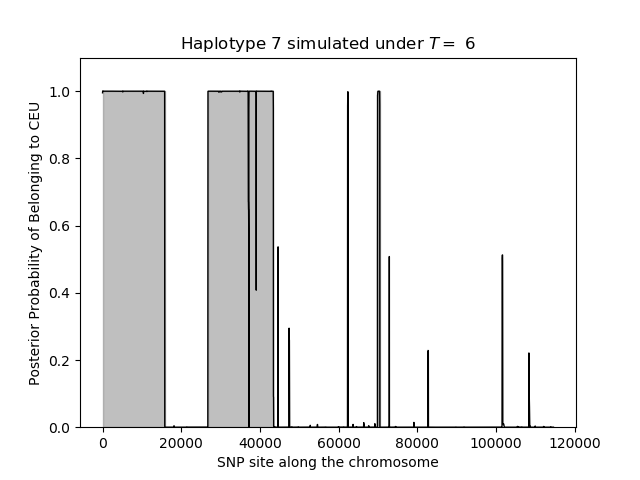 Haplotype 7 simulated under T = 6
Posterior Probability of Belonging to CEU
1.0
0.8
0.6
0.4
0.2
0.0
0 20000 40000 60000 80000 100000 120000
SNP site along the chromosome